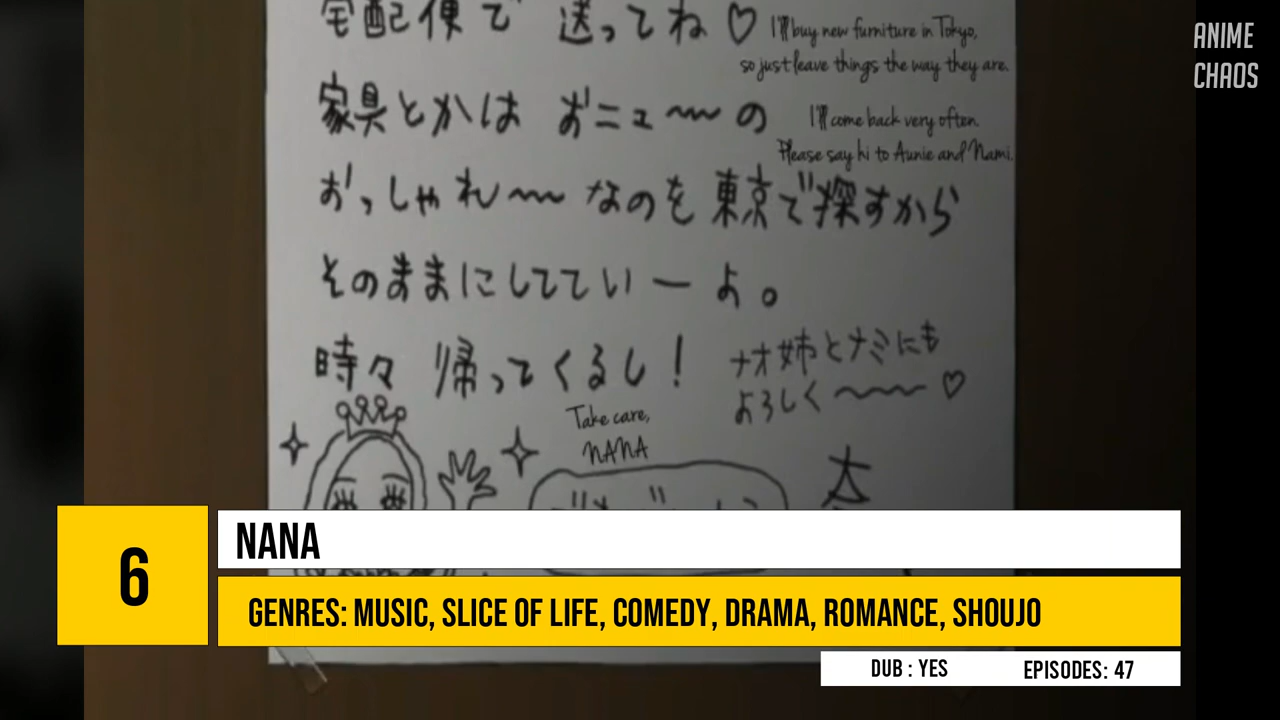 ANIME
CHAOS
宅配便で 送ってね♡
I'll buy new furniture in Tokyo,
so just leave things the way they are.
家具とかは おニュ〜〜の
I'll come back very often.
Please say hi to Aunie and Nami.
おっしゃれ〜〜なのを東京で探すから
そのままにしてていーよ。
時々 帰ってくるし!
ナオ姉とナミにも
よろしく〜〜〜♡
Take care,
NANA
6
NANA
GENRES: MUSIC, SLICE OF LIFE, COMEDY, DRAMA, ROMANCE, SHOUJO
DUB : YES
EPISODES: 47